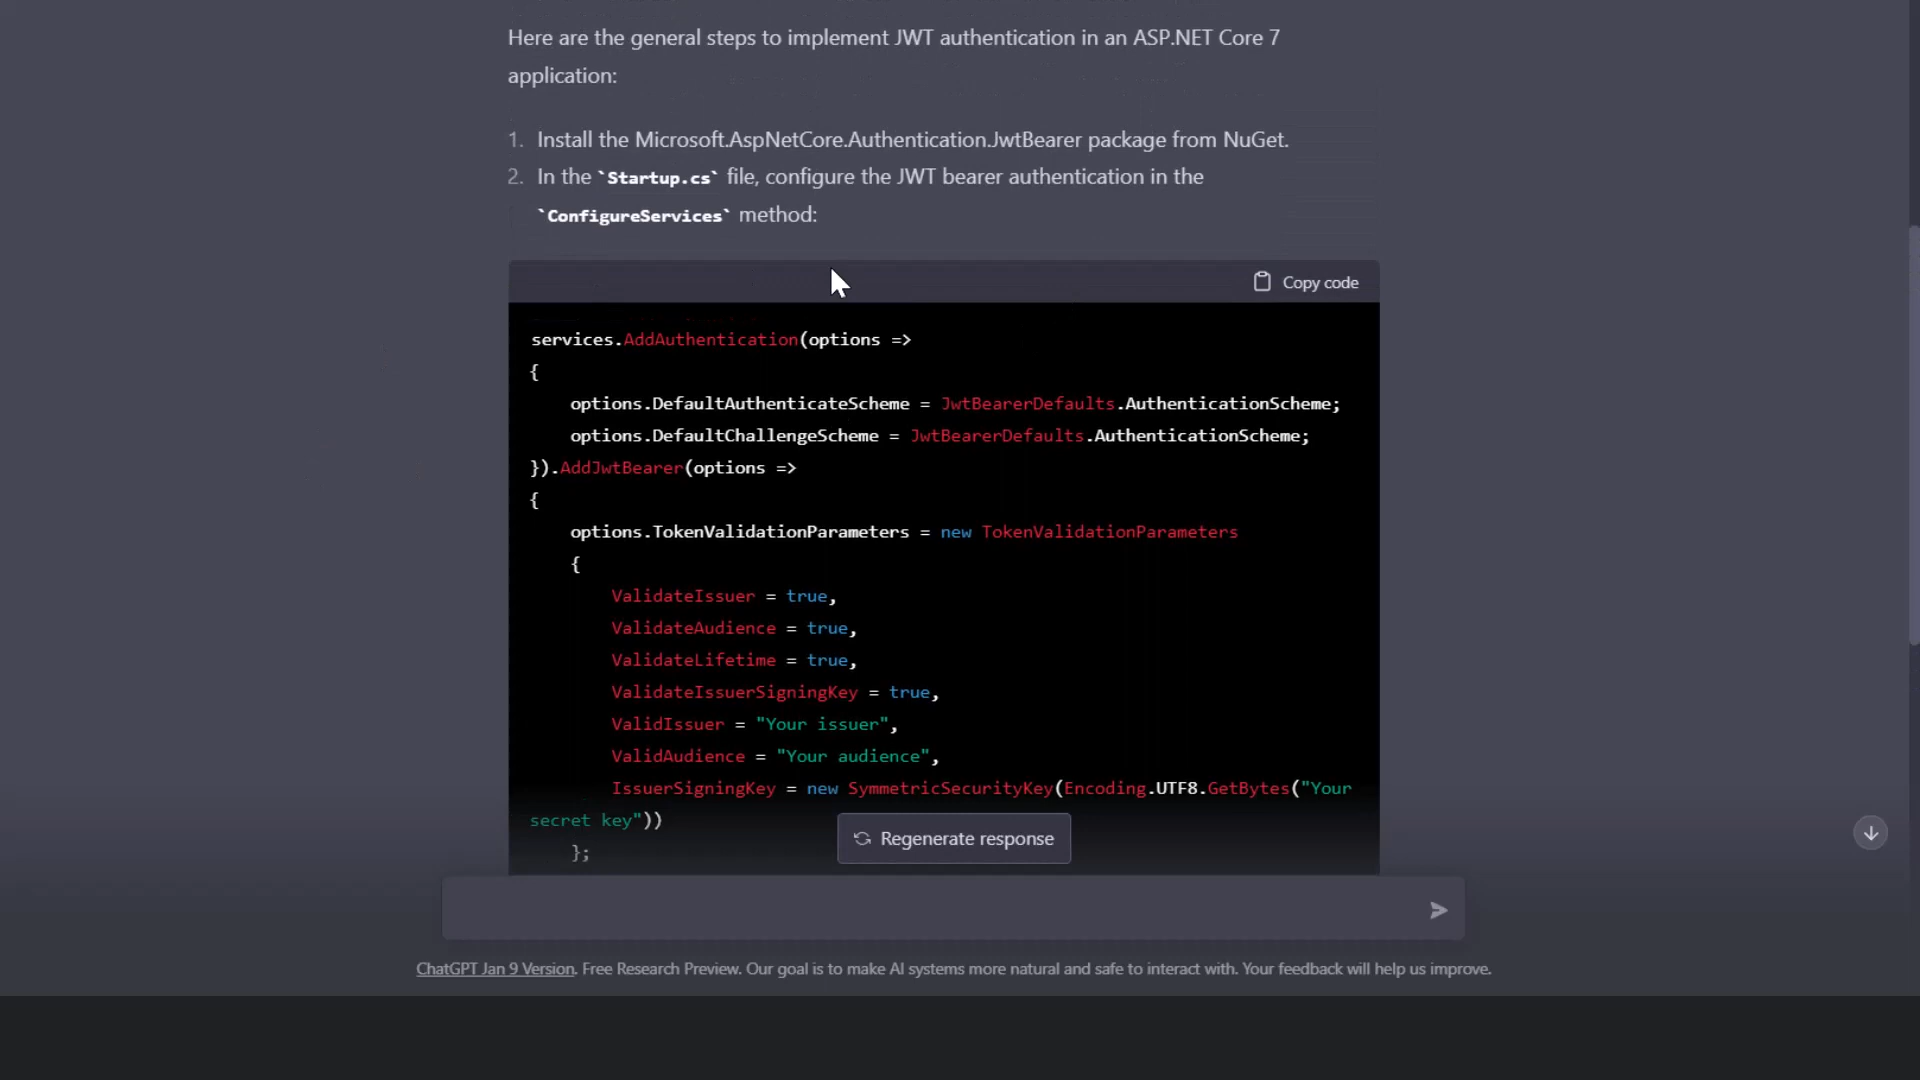 Here are the general steps to implement JWT authentication in an ASP.NET Core 7
application:
1. Install the Microsoft.AspNetCore.Authentication.JwtBearer package from NuGet.
2. In the `Startup.cs` file, configure the JWT bearer authentication in the
`ConfigureServices` method:
Copy code
services.AddAuthentication(options =>
{
    options.DefaultAuthenticateScheme = JwtBearerDefaults.AuthenticationScheme;
    options.DefaultChallengeScheme = JwtBearerDefaults.AuthenticationScheme;
}).AddJwtBearer(options =>
{
    options.TokenValidationParameters = new TokenValidationParameters
    {
        ValidateIssuer = true,
        ValidateAudience = true,
        ValidateLifetime = true,
        ValidateIssuerSigningKey = true,
        ValidIssuer = "Your issuer",
        ValidAudience = "Your audience",
        IssuerSigningKey = new SymmetricSecurityKey(Encoding.UTF8.GetBytes("Your
secret key"))
    };
Regenerate response
ChatGPT Jan 9 Version. Free Research Preview. Our goal is to make AI systems more natural and safe to interact with. Your feedback will help us improve.